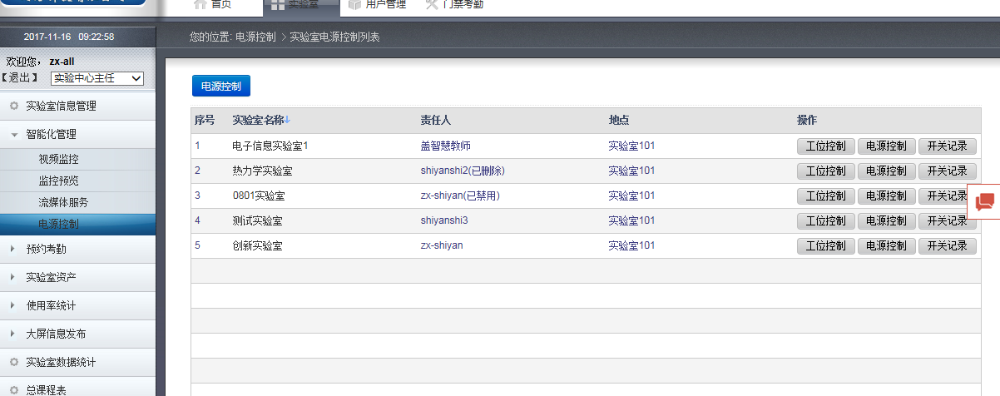 首页
实验室
用户管理
门禁考勤
2017-11-16 09:22:58
您的位置: 电源控制 > 实验室电源控制列表
欢迎您， zx-all
【退出】 实验中心主任
实验室信息管理
智能化管理
视频监控
监控预览
流媒体服务
电源控制
预约考勤
实验室资产
使用率统计
大屏信息发布
实验室数据统计
总课程表
电源控制
序号 实验室名称 责任人 地点 操作
1 电子信息实验室1 盖智慧教师 实验室101 工位控制 电源控制 开关记录
2 热力学实验室 shiyanshi2(已删除) 实验室101 工位控制 电源控制 开关记录
3 0801实验室 zx-shiyan(已禁用) 实验室101 工位控制 电源控制 开关记录
4 测试实验室 shiyanshi3 实验室101 工位控制 电源控制 开关记录
5 创新实验室 zx-shiyan 实验室101 工位控制 电源控制 开关记录